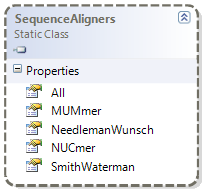 SequenceAligners
Static Class
Properties
All
MUMmer
NeedlemanWunsch
NUCmer
SmithWaterman